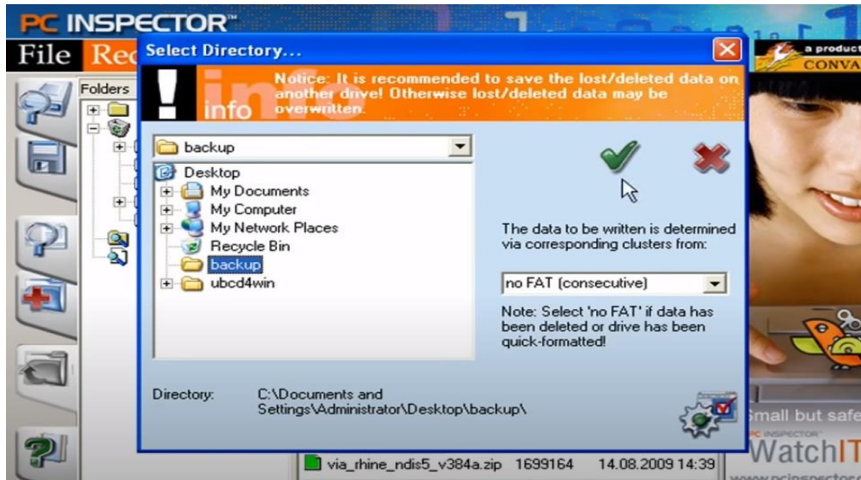 PC INSPECTOR™
File
Select Directory...
a product
CONVA
Folders
info
Notice: It is recommended to save the lost/deleted data on
another drive! Otherwise lost/deleted data may be
overwritten.
backup
Desktop
My Documents
My Computer
My Network Places
Recycle Bin
backup
ubcd4win
The data to be written is determined
via corresponding clusters from:
no FAT (consecutive)
Note: Select 'no FAT' if data has
been deleted or drive has been
quick-formatted!
Directory:
C:\Documents and
Settings\Administrator\Desktop\backup\
Small but safe
PC INSPECTOR
WatchIT
via_rhine_ndis5_v384a.zip 1699164 14.08.2009 14:39